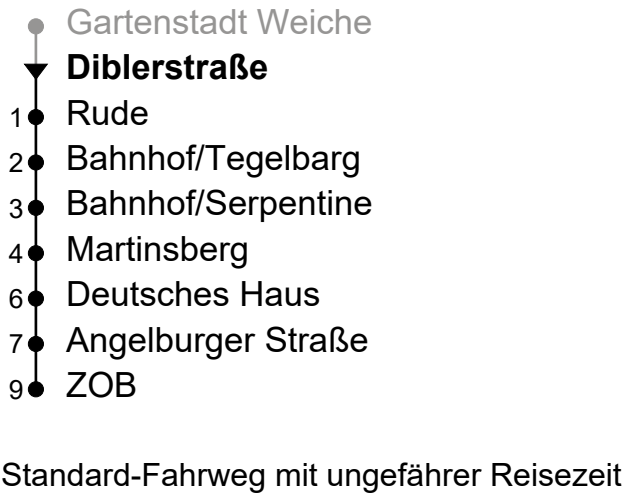 Gartenstadt Weiche
Diblerstraße
1 Rude
2 Bahnhof/Tegelbarg
3 Bahnhof/Serpentine
4 Martinsberg
6 Deutsches Haus
7 Angelburger Straße
9 ZOB
Standard-Fahrweg mit ungefährer Reisezeit